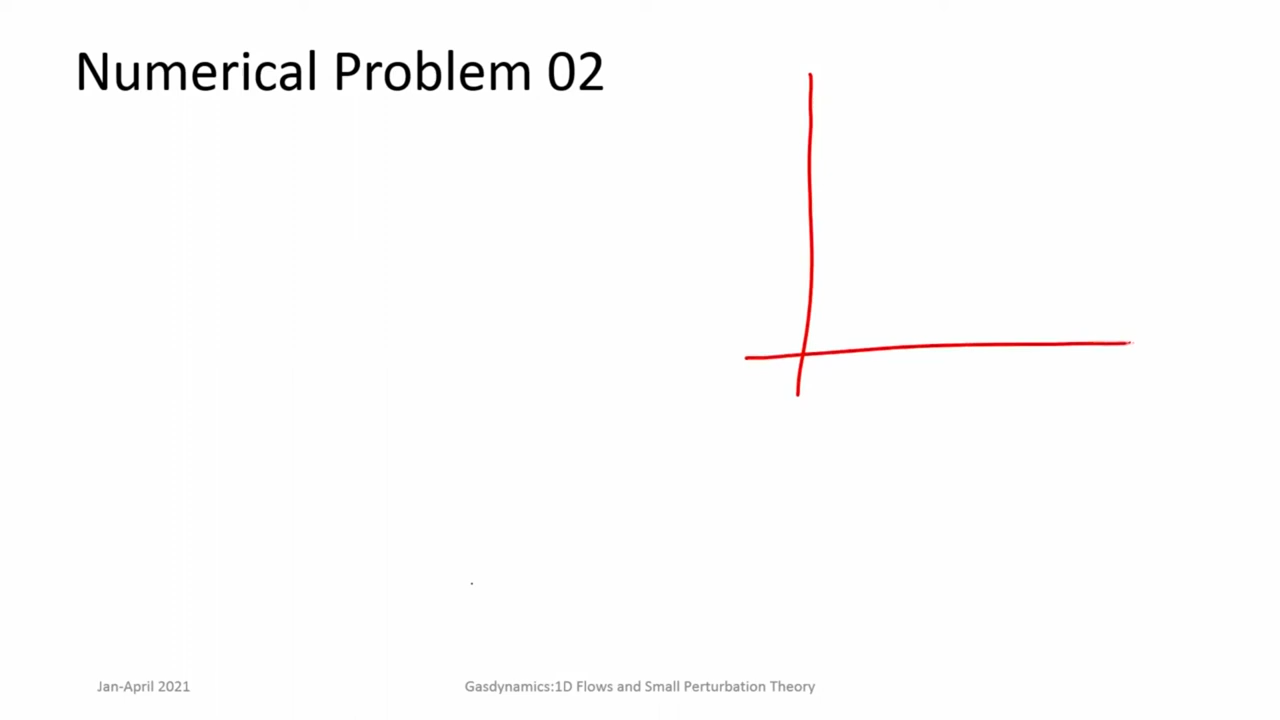 Numerical Problem 02
Jan-April 2021
Gasdynamics:1D Flows and Small Perturbation Theory